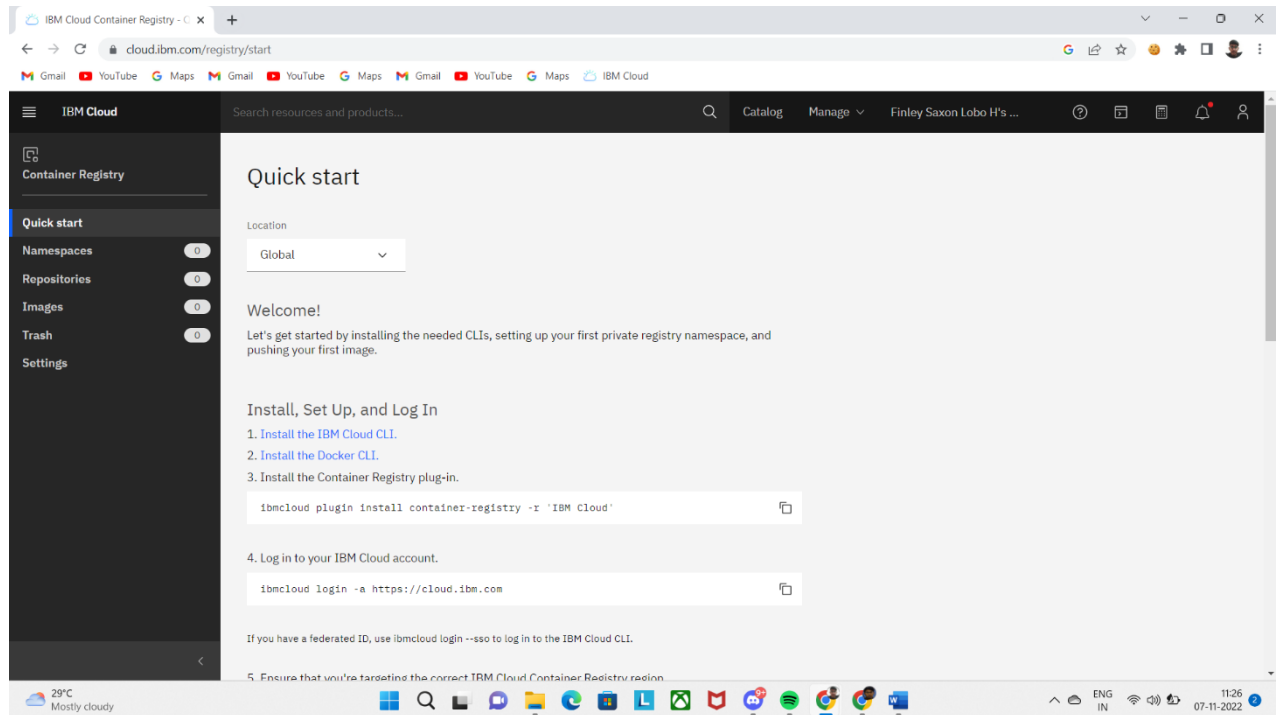 IBM Cloud Container Registry - C
cloud.ibm.com/registry/start
Gmail YouTube Maps Gmail YouTube Maps Gmail YouTube Maps IBM Cloud
IBM Cloud Search resources and products... Catalog Manage Finley Saxon Lobo H's ...
Container Registry
Quick start
Namespaces 0
Repositories 0
Images 0
Trash 0
Settings
Quick start
Location
Global
Welcome!
Let's get started by installing the needed CLIs, setting up your first private registry namespace, and
pushing your first image.
Install, Set Up, and Log In
1. Install the IBM Cloud CLI.
2. Install the Docker CLI.
3. Install the Container Registry plug-in.
ibmcloud plugin install container-registry -r 'IBM Cloud'
4. Log in to your IBM Cloud account.
ibmcloud login -a https://cloud.ibm.com
If you have a federated ID, use ibmcloud login --sso to log in to the IBM Cloud CLI.
5. Ensure that you're targeting the correct IBM Cloud Container Registry region
29°C
Mostly cloudy
ENG
IN
11:26
07-11-2022
2